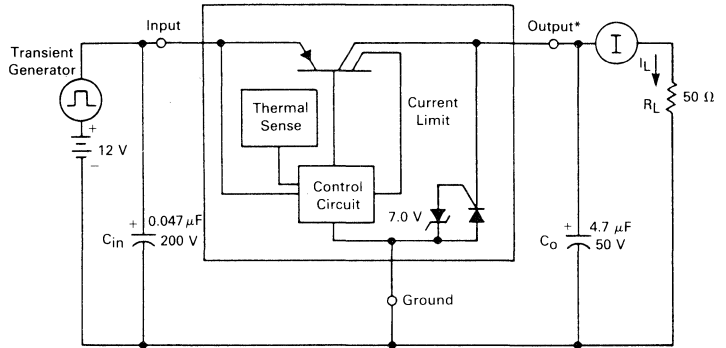 Input
Output*
Transient
Generator
I
I_L
R_L
50 Ω
Thermal
Sense
Current
Limit
+
12 V
−
Control
Circuit
7.0 V
+
0.047 μF
C_in
200 V
+
4.7 μF
C_o
50 V
Ground